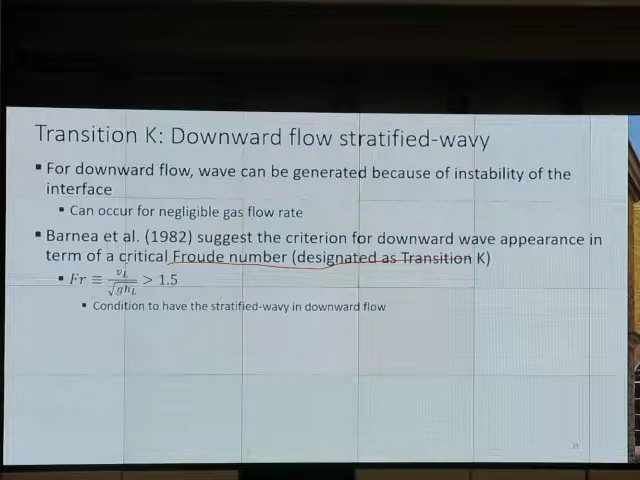 Transition K: Downward flow stratified-wavy
▪ For downward flow, wave can be generated because of instability of the
interface
▪ Can occur for negligible gas flow rate
▪ Barnea et al. (1982) suggest the criterion for downward wave appearance in
term of a critical Froude number (designated as Transition K)
▪ Fr ≡ v_L / √(gh_L) > 1.5
▪ Condition to have the stratified-wavy in downward flow